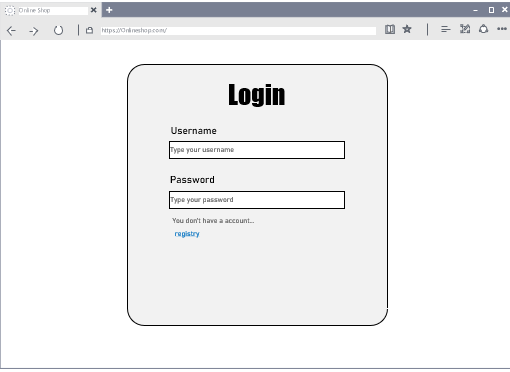 Online Shop
https://Onlineshop.com/
Login
Username
Type your username
Password
Type your password
You don't have a account...
registry